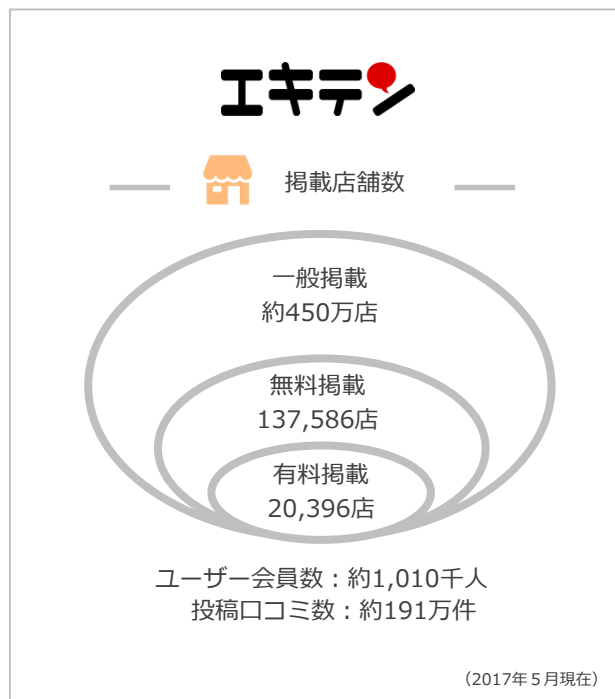 エキテン
掲載店舗数
一般掲載
約450万店
無料掲載
137,586店
有料掲載
20,396店
ユーザー会員数：約1,010千人
投稿口コミ数：約191万件
（2017年５月現在）